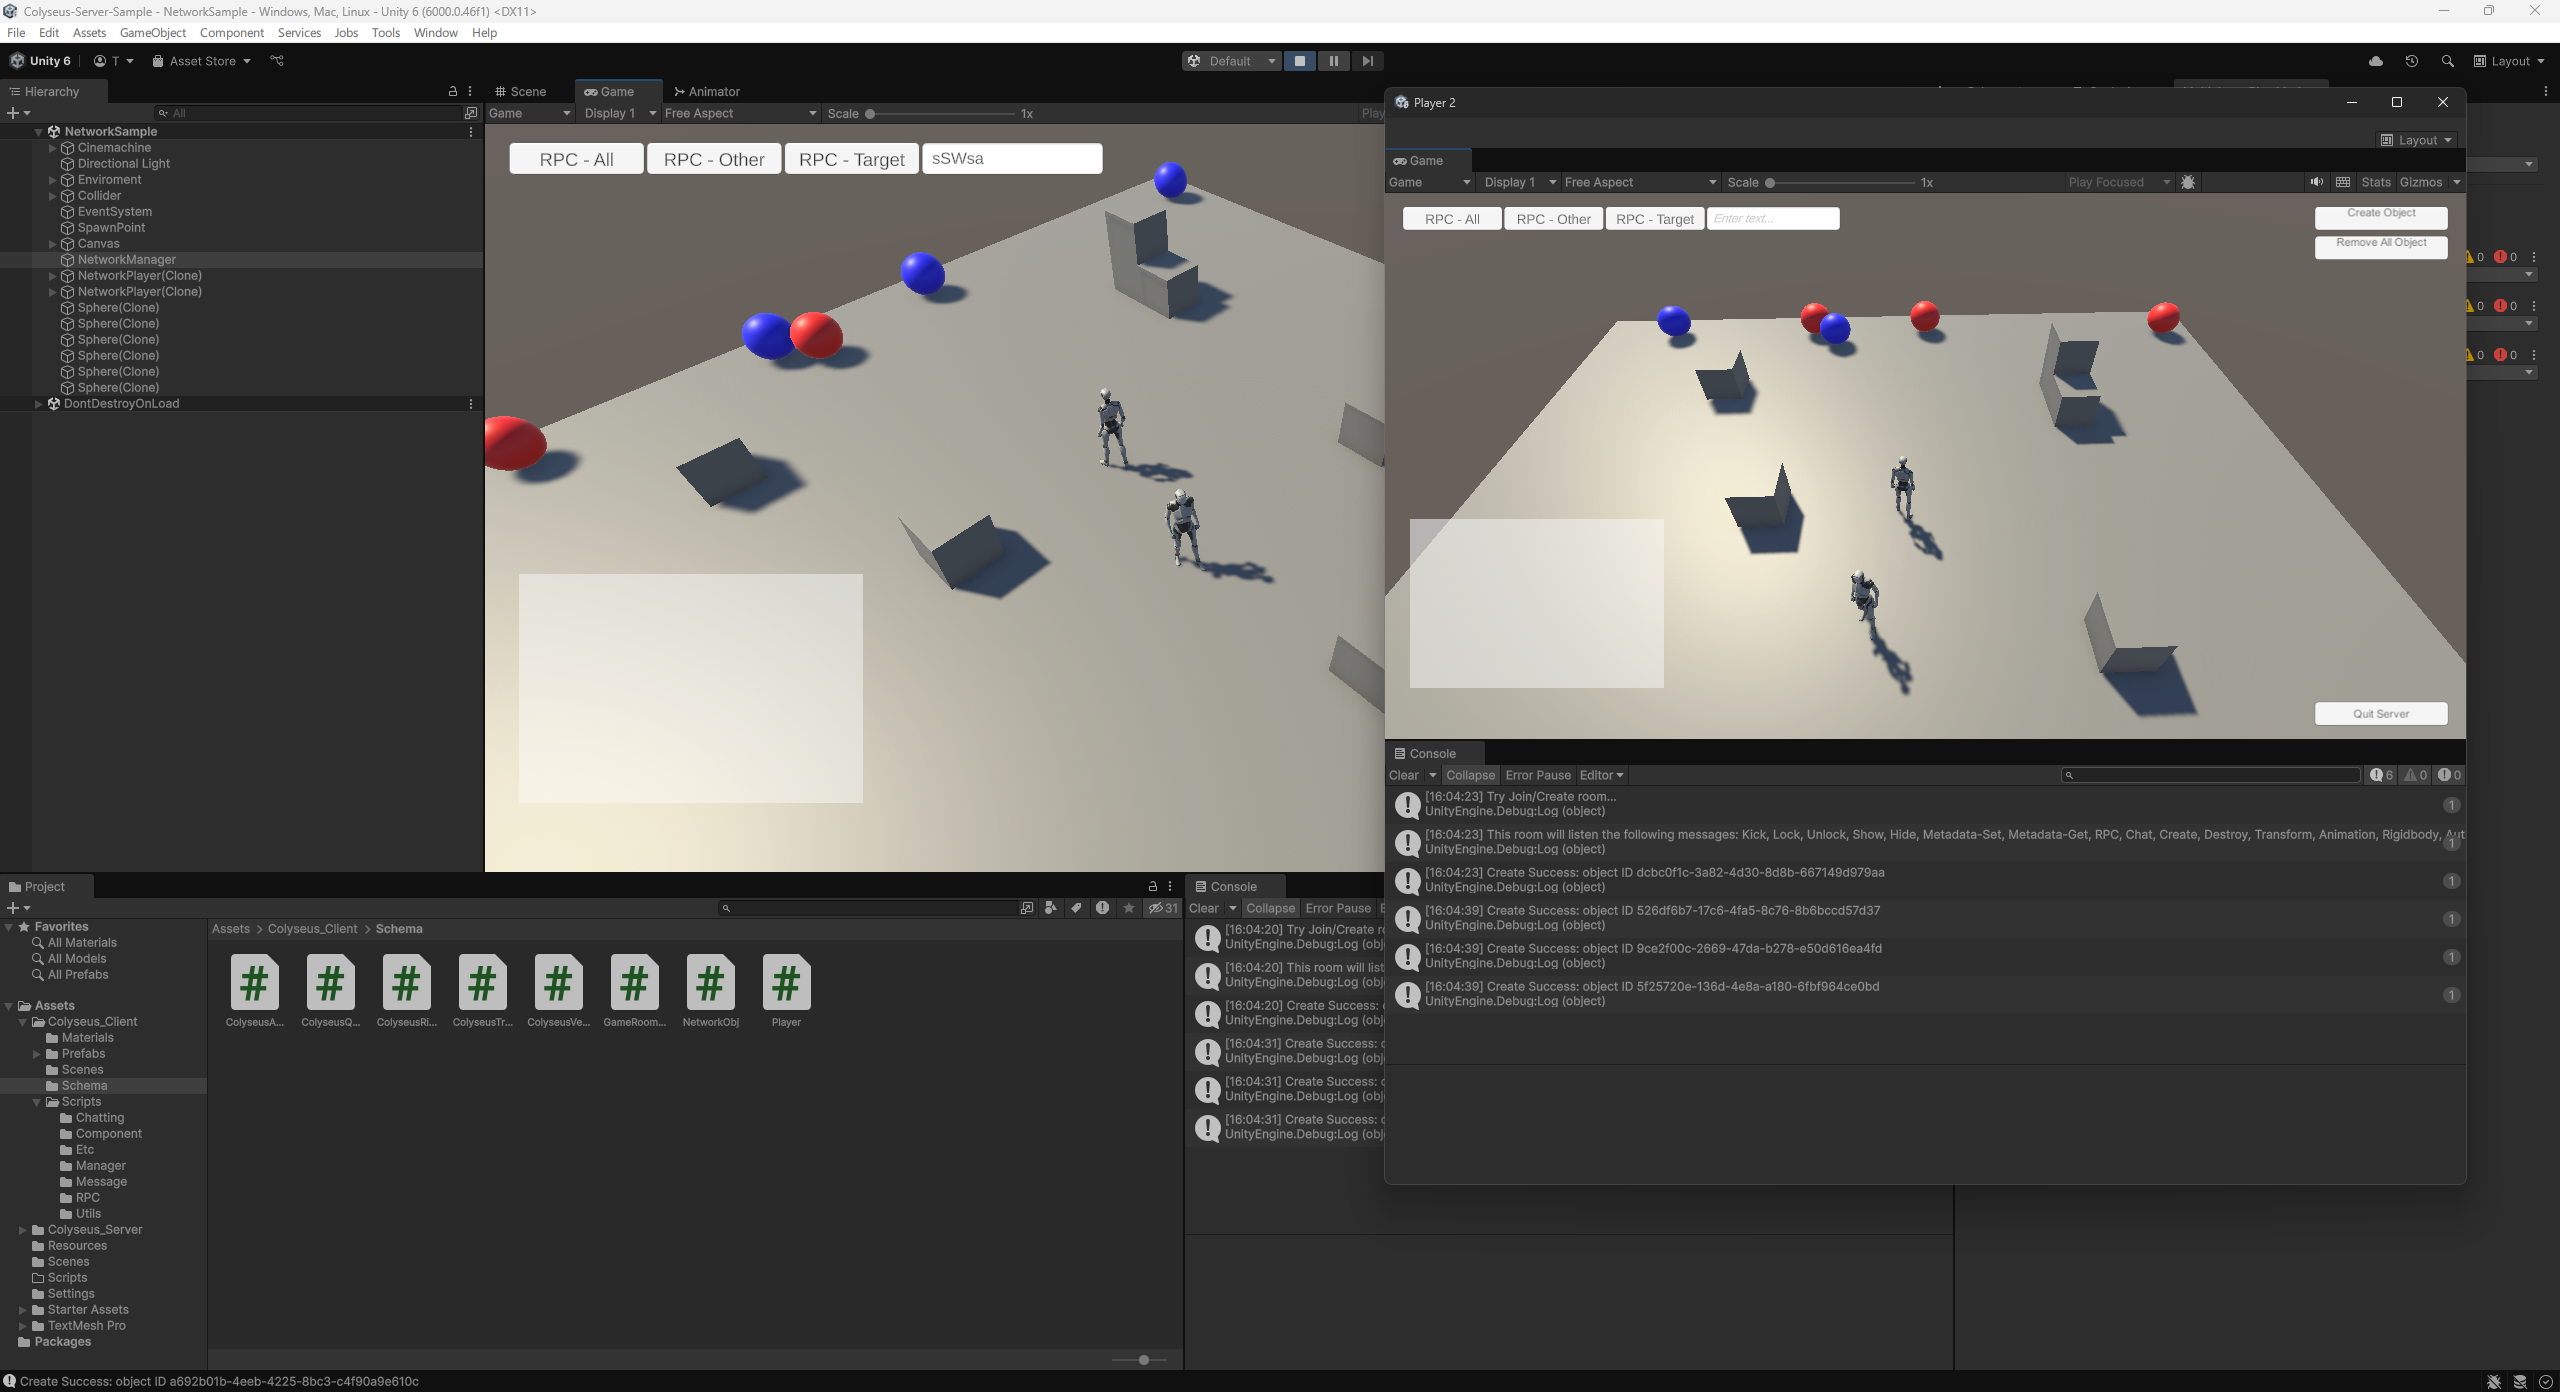 Colyseus-Server-Sample - NetworkSample - Windows, Mac, Linux - Unity 6 (6000.0.46f1) <DX11>
File Edit Assets GameObject Component Services Jobs Tools Window Help
Unity 6 T Asset Store Default Layout
Hierarchy
All
NetworkSample
Cinemachine
Directional Light
Enviroment
Collider
EventSystem
SpawnPoint
Canvas
NetworkManager
NetworkPlayer(Clone)
NetworkPlayer(Clone)
Sphere(Clone)
Sphere(Clone)
Sphere(Clone)
Sphere(Clone)
Sphere(Clone)
Sphere(Clone)
DontDestroyOnLoad
Scene Game Animator
Game Display 1 Free Aspect Scale 1x Play
RPC - All RPC - Other RPC - Target sSWsa
Player 2
Layout
Game
Game Display 1 Free Aspect Scale 1x Play Focused Stats Gizmos
RPC - All RPC - Other RPC - Target Enter text... Create Object
Remove All Object
Quit Server
0 0
0 0
0 0
Console
Clear Collapse Error Pause Editor 6 0 0
[16:04:23] Try Join/Create room...
UnityEngine.Debug:Log (object)
1
[16:04:23] This room will listen the following messages: Kick, Lock, Unlock, Show, Hide, Metadata-Set, Metadata-Get, RPC, Chat, Create, Destroy, Transform, Animation, Rigidbody, Aut
UnityEngine.Debug:Log (object)
1
[16:04:23] Create Success: object ID dcbc0f1c-3a82-4d30-8d8b-667149d979aa
UnityEngine.Debug:Log (object)
1
[16:04:39] Create Success: object ID 526df6b7-17c6-4fa5-8c76-8b6bccd57d37
UnityEngine.Debug:Log (object)
1
[16:04:39] Create Success: object ID 9ce2f00c-2669-47da-b278-e50d616ea4fd
UnityEngine.Debug:Log (object)
1
[16:04:39] Create Success: object ID 5f25720e-136d-4e8a-a180-6fbf964ce0bd
UnityEngine.Debug:Log (object)
1
Project
31
Favorites
All Materials
All Models
All Prefabs
Assets
Colyseus_Client
Materials
Prefabs
Scenes
Schema
Scripts
Chatting
Component
Etc
Manager
Message
RPC
Utils
Colyseus_Server
Resources
Scenes
Scripts
Settings
Starter Assets
TextMesh Pro
Packages
Assets > Colyseus_Client > Schema
ColyseusA... ColyseusQ... ColyseusRi... ColyseusTr... ColyseusVe... GameRoom... NetworkObj Player
Console
Clear Collapse Error Pause E
[16:04:20] Try Join/Create r
UnityEngine.Debug:Log (obj
[16:04:20] This room will list
UnityEngine.Debug:Log (obj
[16:04:20] Create Success:
UnityEngine.Debug:Log (obj
[16:04:31] Create Success:
UnityEngine.Debug:Log (obj
[16:04:31] Create Success:
UnityEngine.Debug:Log (obj
[16:04:31] Create Success:
UnityEngine.Debug:Log (obj
Create Success: object ID a692b01b-4eeb-4225-8bc3-c4f90a9e610c